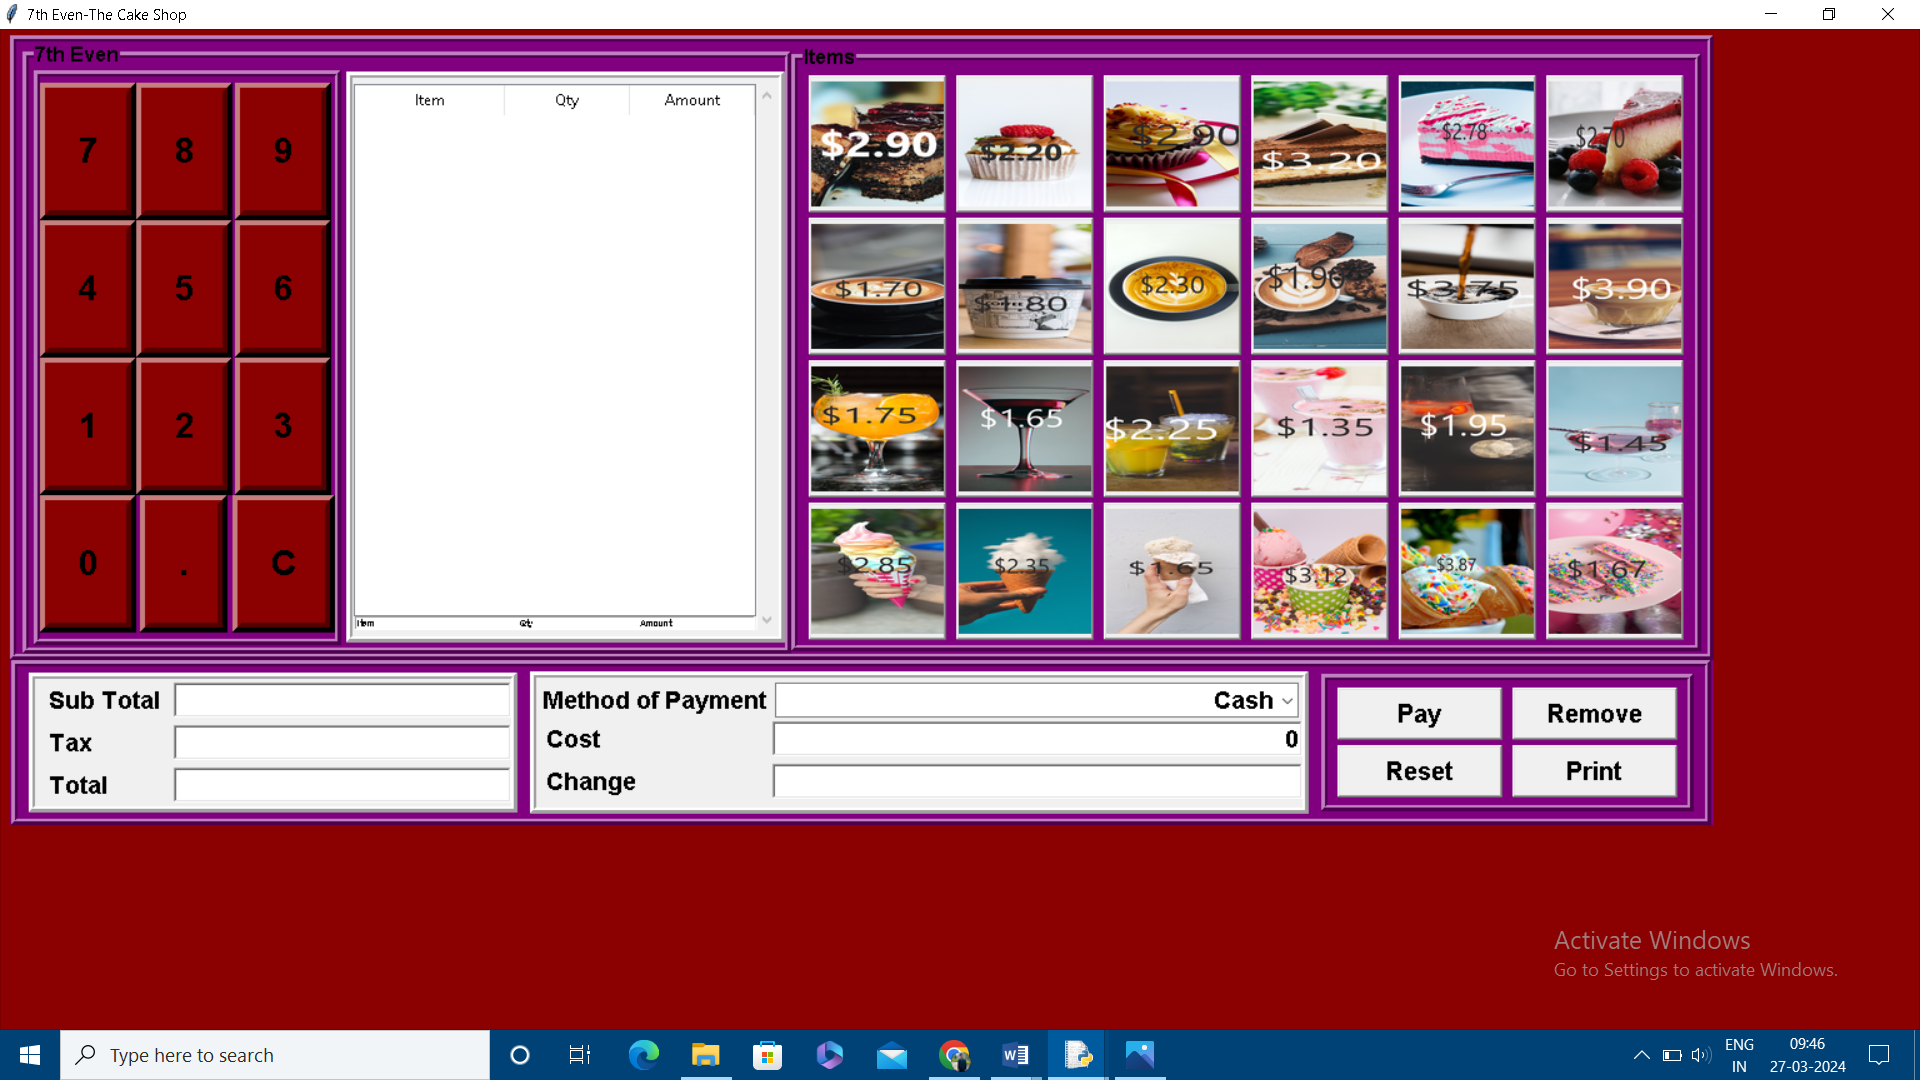 7th Even-The Cake Shop
7th Even
Items
7 8 9
4 5 6
1 2 3
0 . C
Item Qty Amount
Item Qty Amount
$2.90 $2.20 $2.90 $3.20 $2.78 $2.70
$1.70 $1.80 $2.30 $1.90 $3.75 $3.90
$1.75 $1.65 $2.25 $1.35 $1.95 $1.45
$2.85 $2.35 $1.65 $3.12 $3.87 $1.67
Sub Total
Tax
Total
Method of Payment Cash
Cost 0
Change
Pay Remove
Reset Print
Activate Windows
Go to Settings to activate Windows.
Type here to search
ENG
IN
09:46
27-03-2024